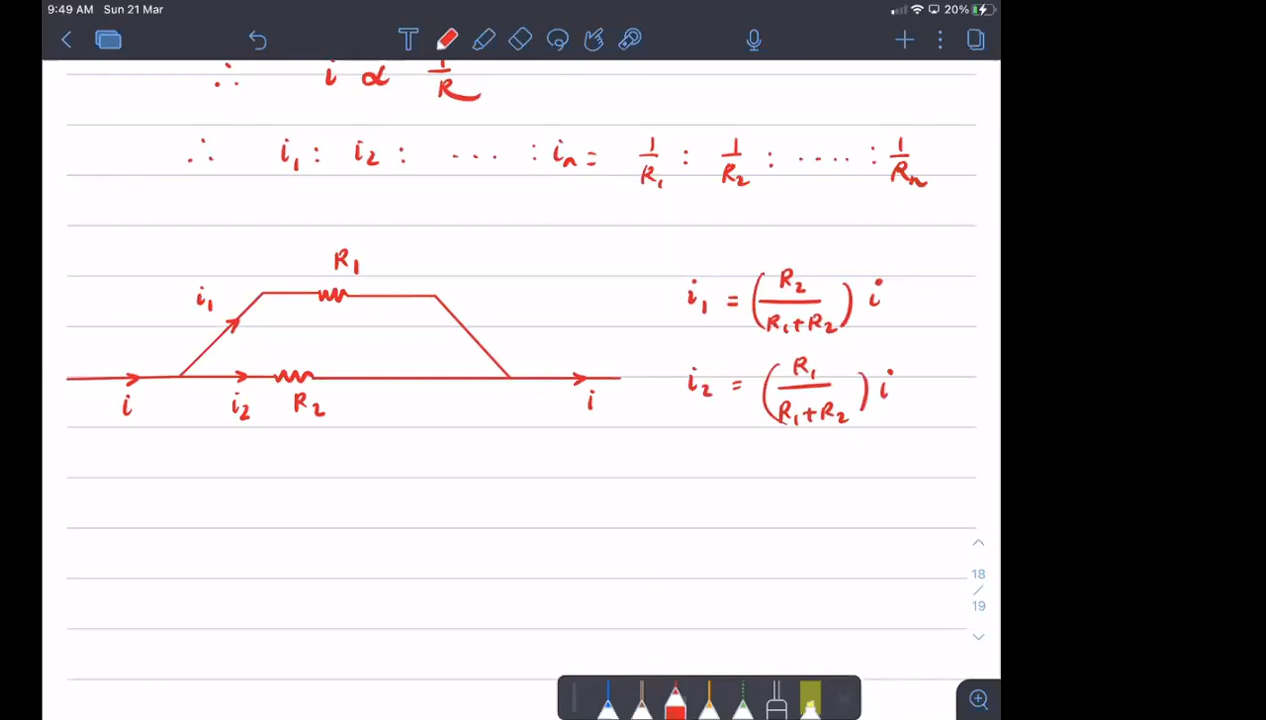 9:49 AM Sun 21 Mar 20%
T
∴ i ∝ 1/R
∴ i₁ : i₂ : .... : iₙ = 1/R₁ : 1/R₂ : .... : 1/Rₙ
R₁
i₁
i₁ = (R₂/(R₁+R₂)) i
i i₂ R₂ i
i₂ = (R₁/(R₁+R₂)) i
18
/
19